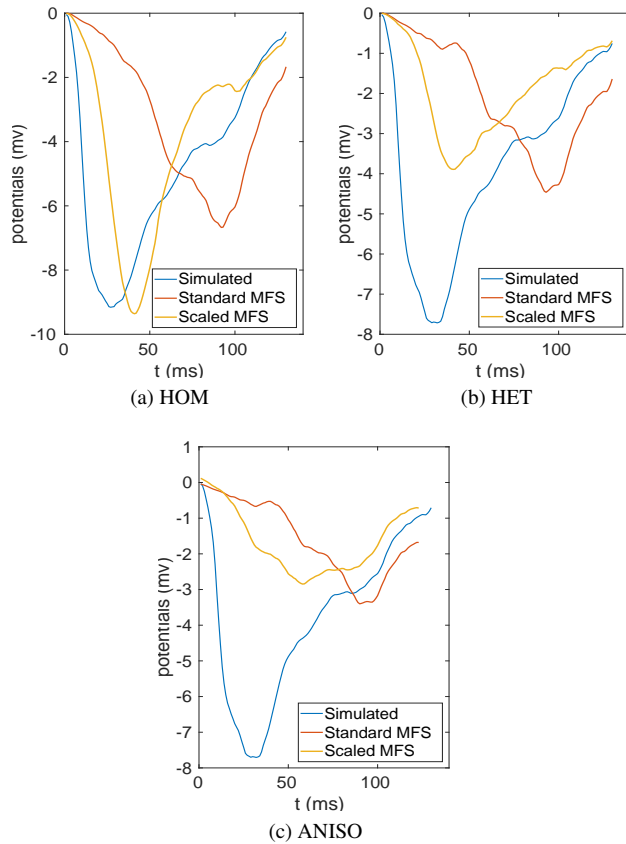 0
-2
-4
-6
-8
-10
potentials (mv)
0 50 100
t (ms)
Simulated
Standard MFS
Scaled MFS
(a) HOM
0
-1
-2
-3
-4
-5
-6
-7
-8
potentials (mv)
0 50 100
t (ms)
Simulated
Standard MFS
Scaled MFS
(b) HET
1
0
-1
-2
-3
-4
-5
-6
-7
-8
potentials (mv)
0 50 100
t (ms)
Simulated
Standard MFS
Scaled MFS
(c) ANISO